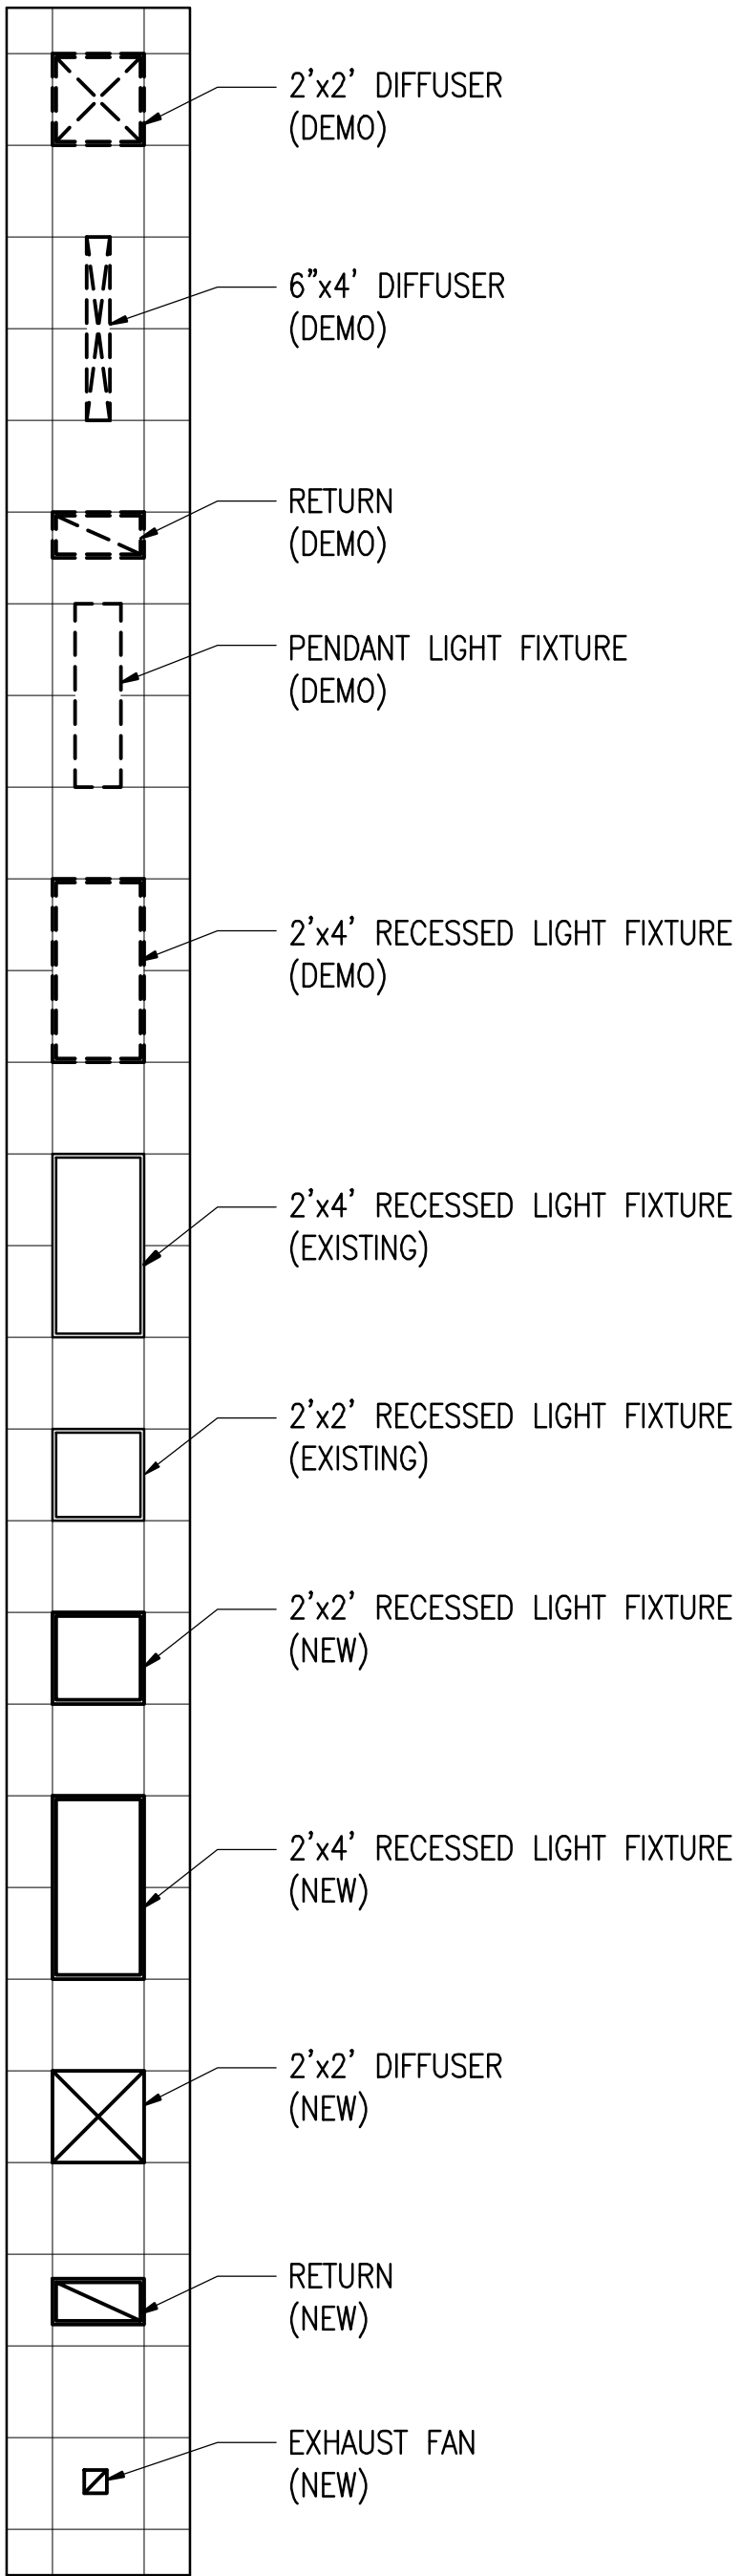 2'x2' DIFFUSER
(DEMO)
6"x4' DIFFUSER
(DEMO)
RETURN
(DEMO)
PENDANT LIGHT FIXTURE
(DEMO)
2'x4' RECESSED LIGHT FIXTURE
(DEMO)
2'x4' RECESSED LIGHT FIXTURE
(EXISTING)
2'x2' RECESSED LIGHT FIXTURE
(EXISTING)
2'x2' RECESSED LIGHT FIXTURE
(NEW)
2'x4' RECESSED LIGHT FIXTURE
(NEW)
2'x2' DIFFUSER
(NEW)
RETURN
(NEW)
EXHAUST FAN
(NEW)